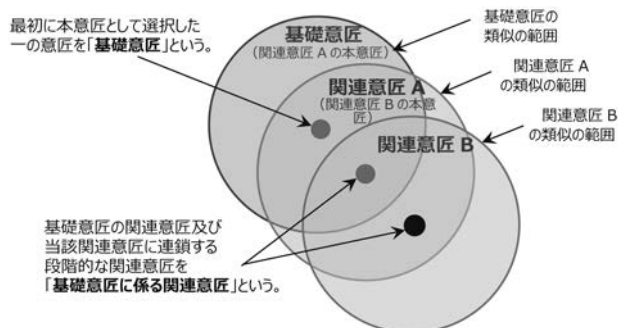 最初に本意匠として選択した
一の意匠を「基礎意匠」という。
基礎意匠
(関連意匠 A の本意匠)
基礎意匠の
類似の範囲
関連意匠 A
(関連意匠 B の本意
匠)
関連意匠 A
の類似の範囲
関連意匠 B
関連意匠 B
の類似の範囲
基礎意匠の関連意匠及び
当該関連意匠に連鎖する
段階的な関連意匠を
「基礎意匠に係る関連意匠」という。